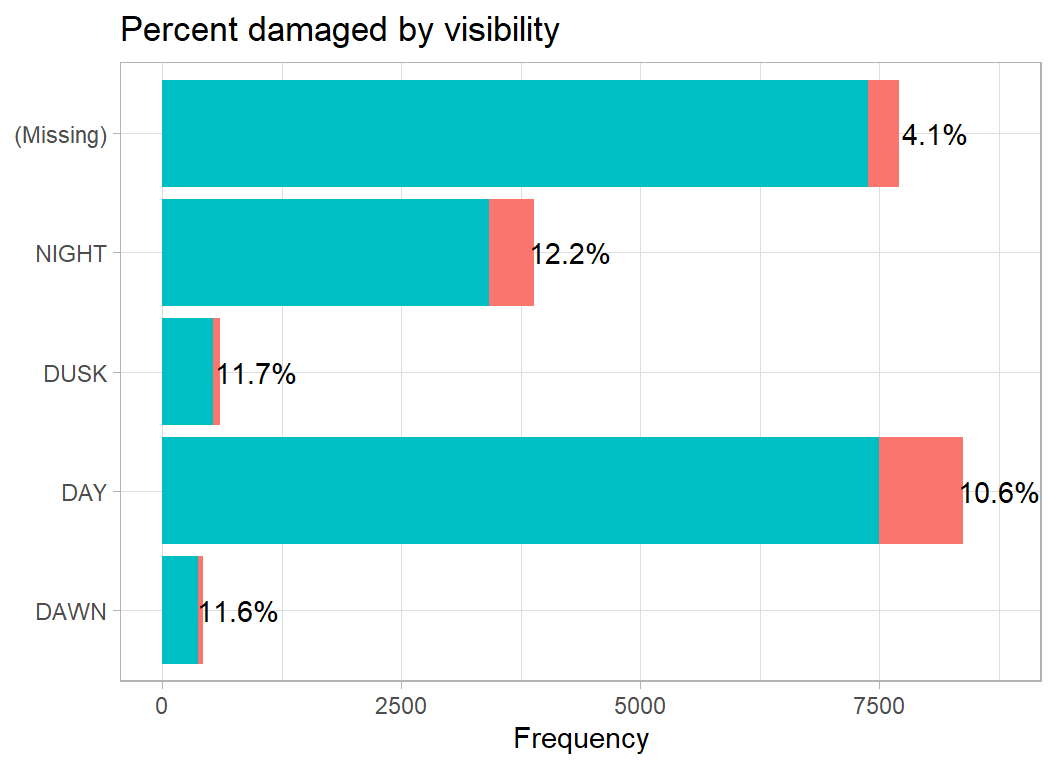 Percent damaged by visibility
(Missing)
4.1%
NIGHT
12.2%
DUSK
11.7%
DAY
10.6%
DAWN
11.6%
0
2500
5000
7500
Frequency